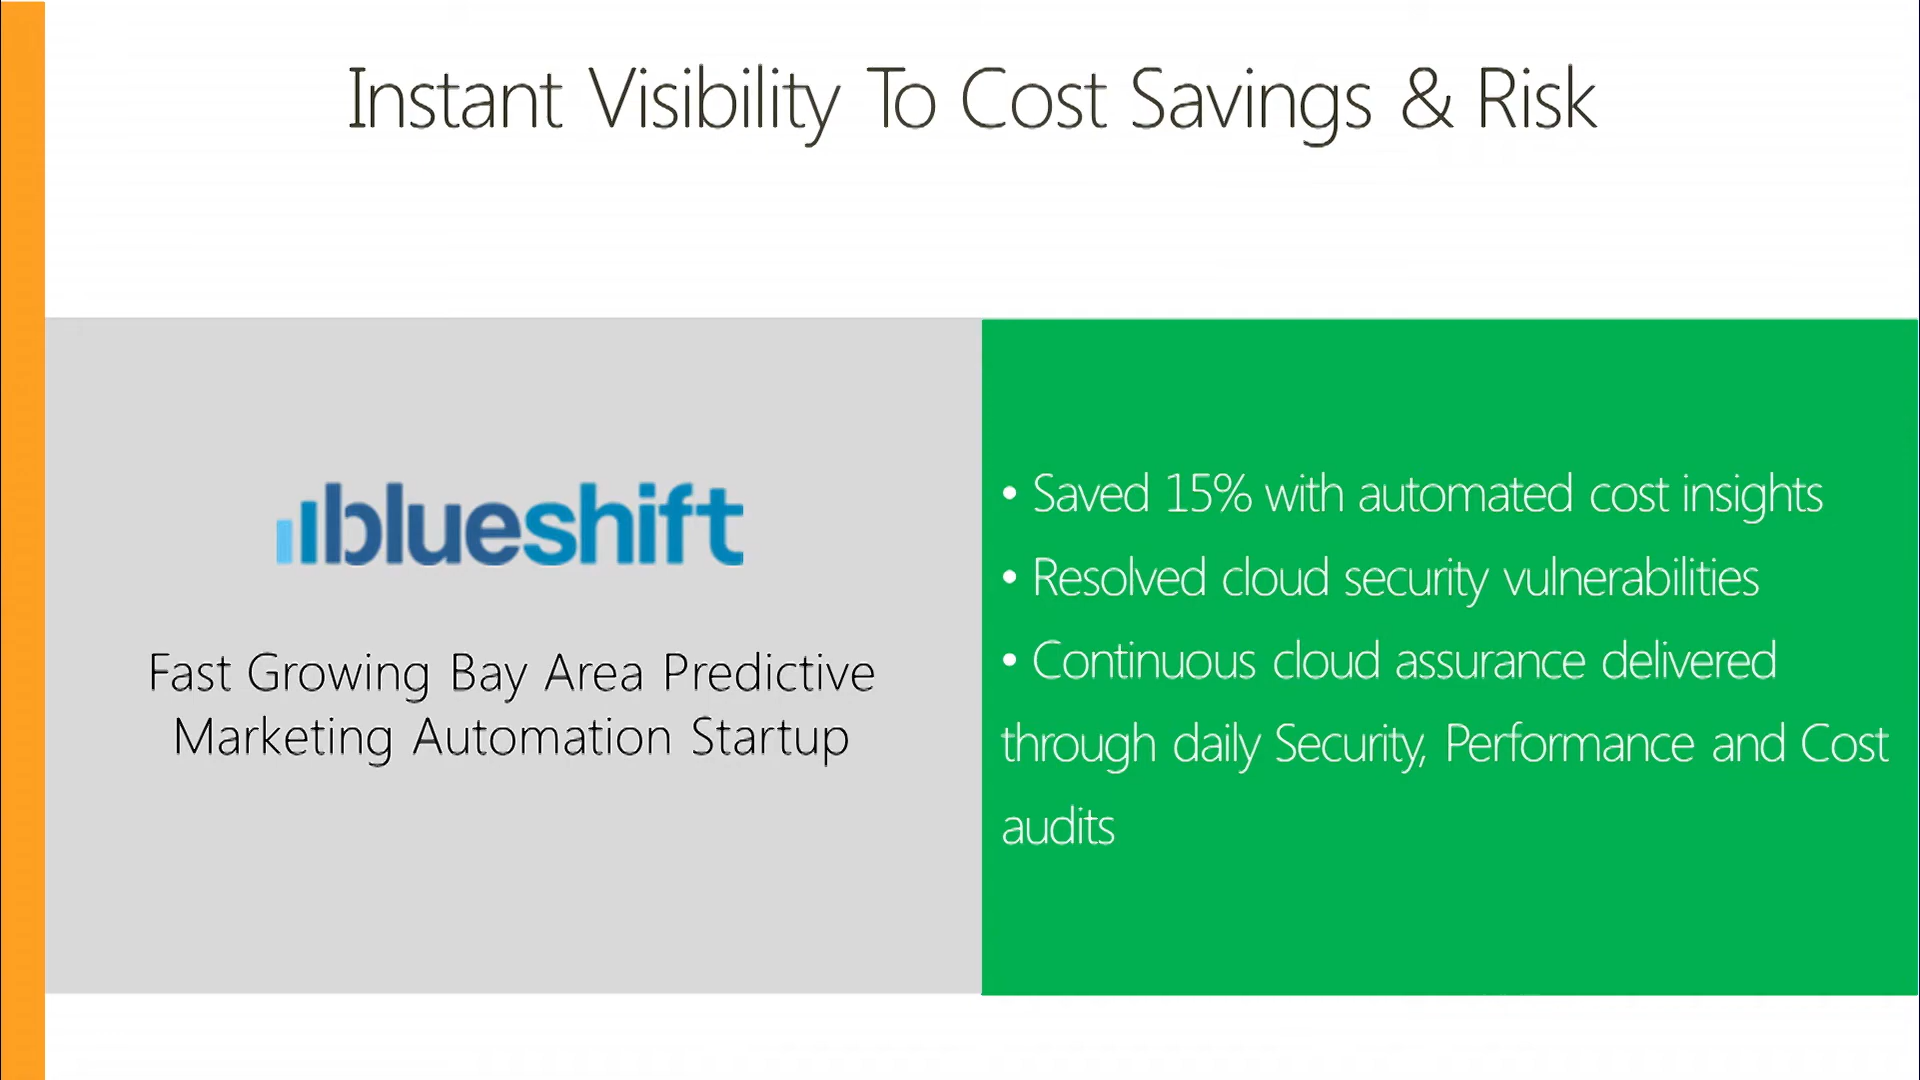 Instant Visibility To Cost Savings & Risk
blueshift
Fast Growing Bay Area Predictive
Marketing Automation Startup
• Saved 15% with automated cost insights
• Resolved cloud security vulnerabilities
• Continuous cloud assurance delivered
through daily Security, Performance and Cost
audits